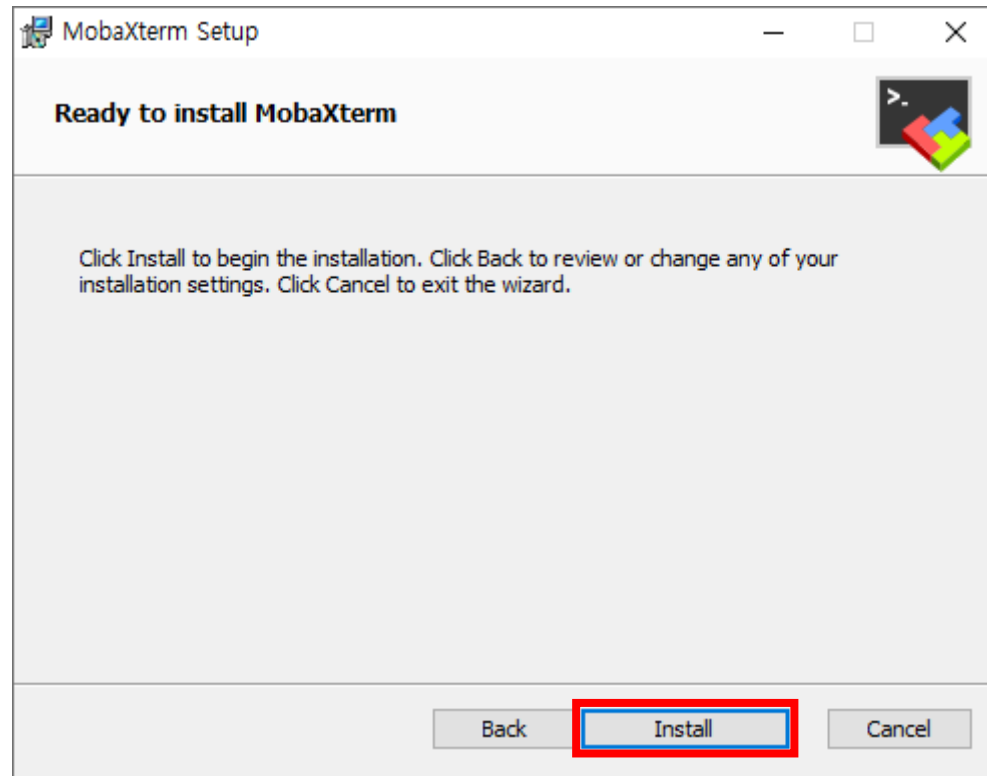 MobaXterm Setup
Ready to install MobaXterm
>_
Click Install to begin the installation. Click Back to review or change any of your
installation settings. Click Cancel to exit the wizard.
Back
Install
Cancel